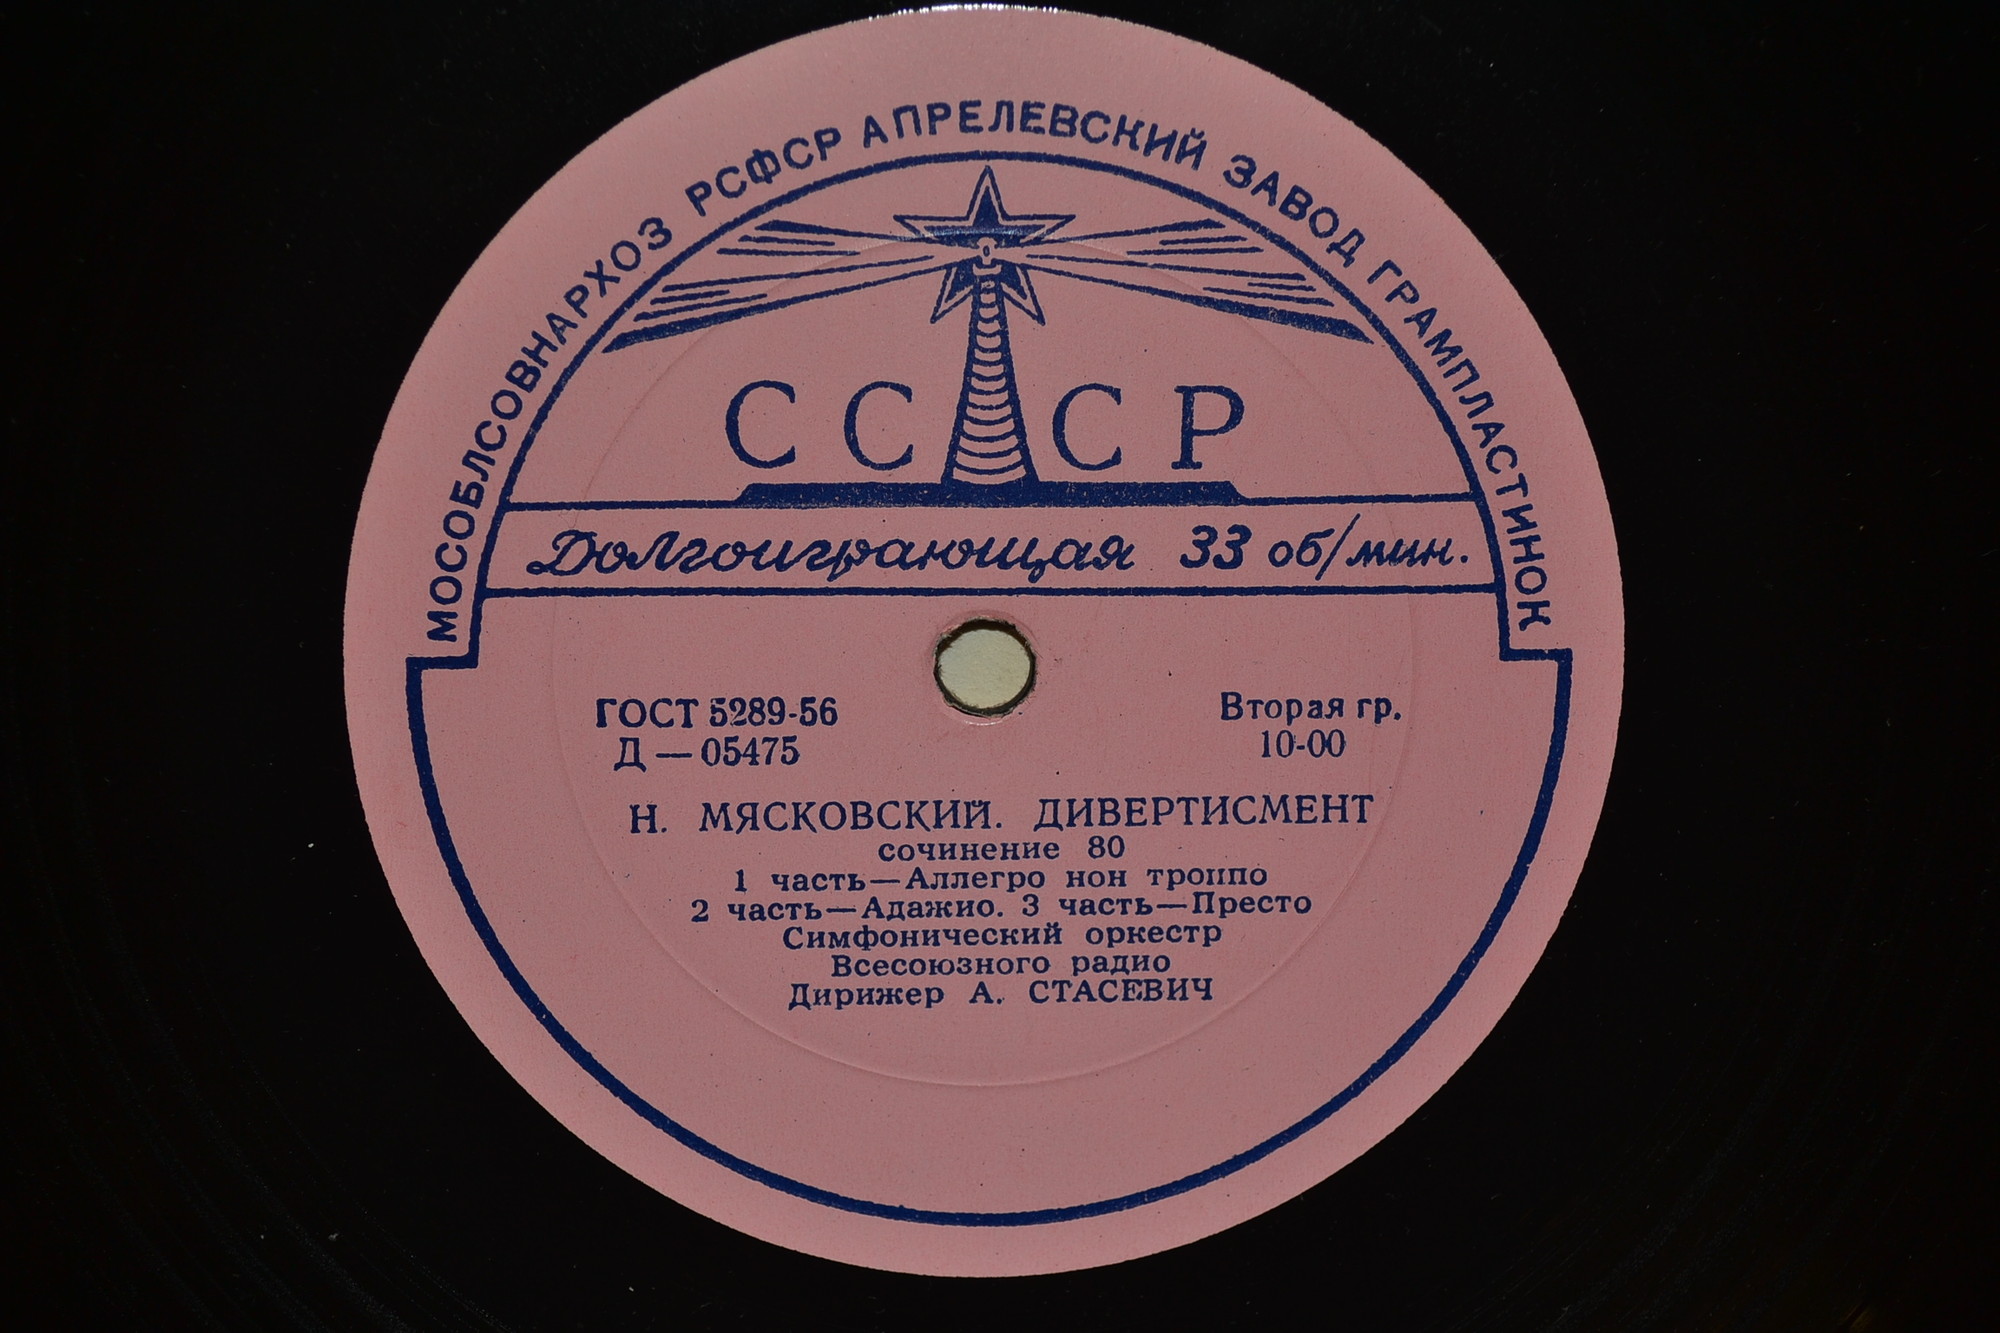 МОСОБЛСОВНАРХОЗ РСФСР АПРЕЛЕВСКИЙ ЗАВОД ГРАМПЛАСТИНОК
СССР
Долгоиграющая 33 об/мин.
ГОСТ 5289-56
Д — 05475
Вторая гр.
10-00
Н. МЯСКОВСКИЙ. ДИВЕРТИСМЕНТ
сочинение 80
1 часть—Аллегро нон троппо
2 часть—Адажио. 3 часть—Престо
Симфонический оркестр
Всесоюзного радио
Дирижер А. СТАСЕВИЧ